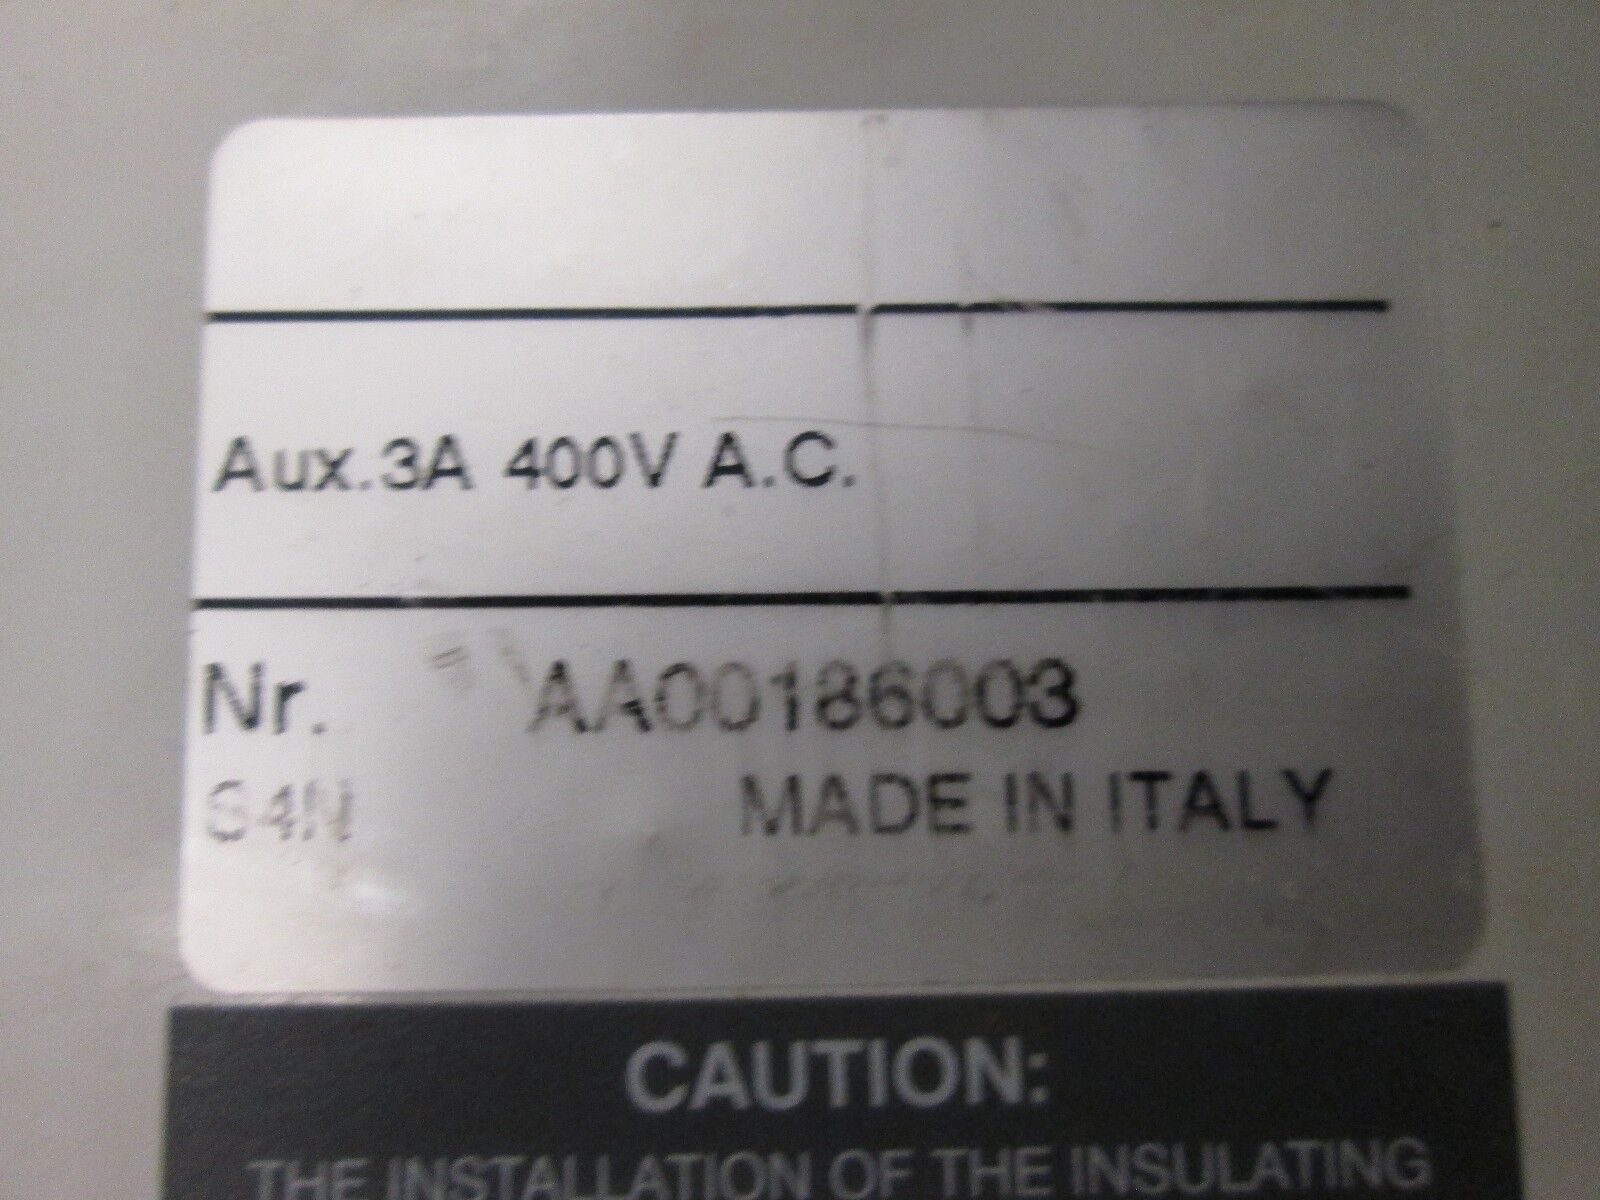 Aux.3A 400V A.C.
Nr. AA00186003
S4N MADE IN ITALY
CAUTION:
THE INSTALLATION OF THE INSULATING